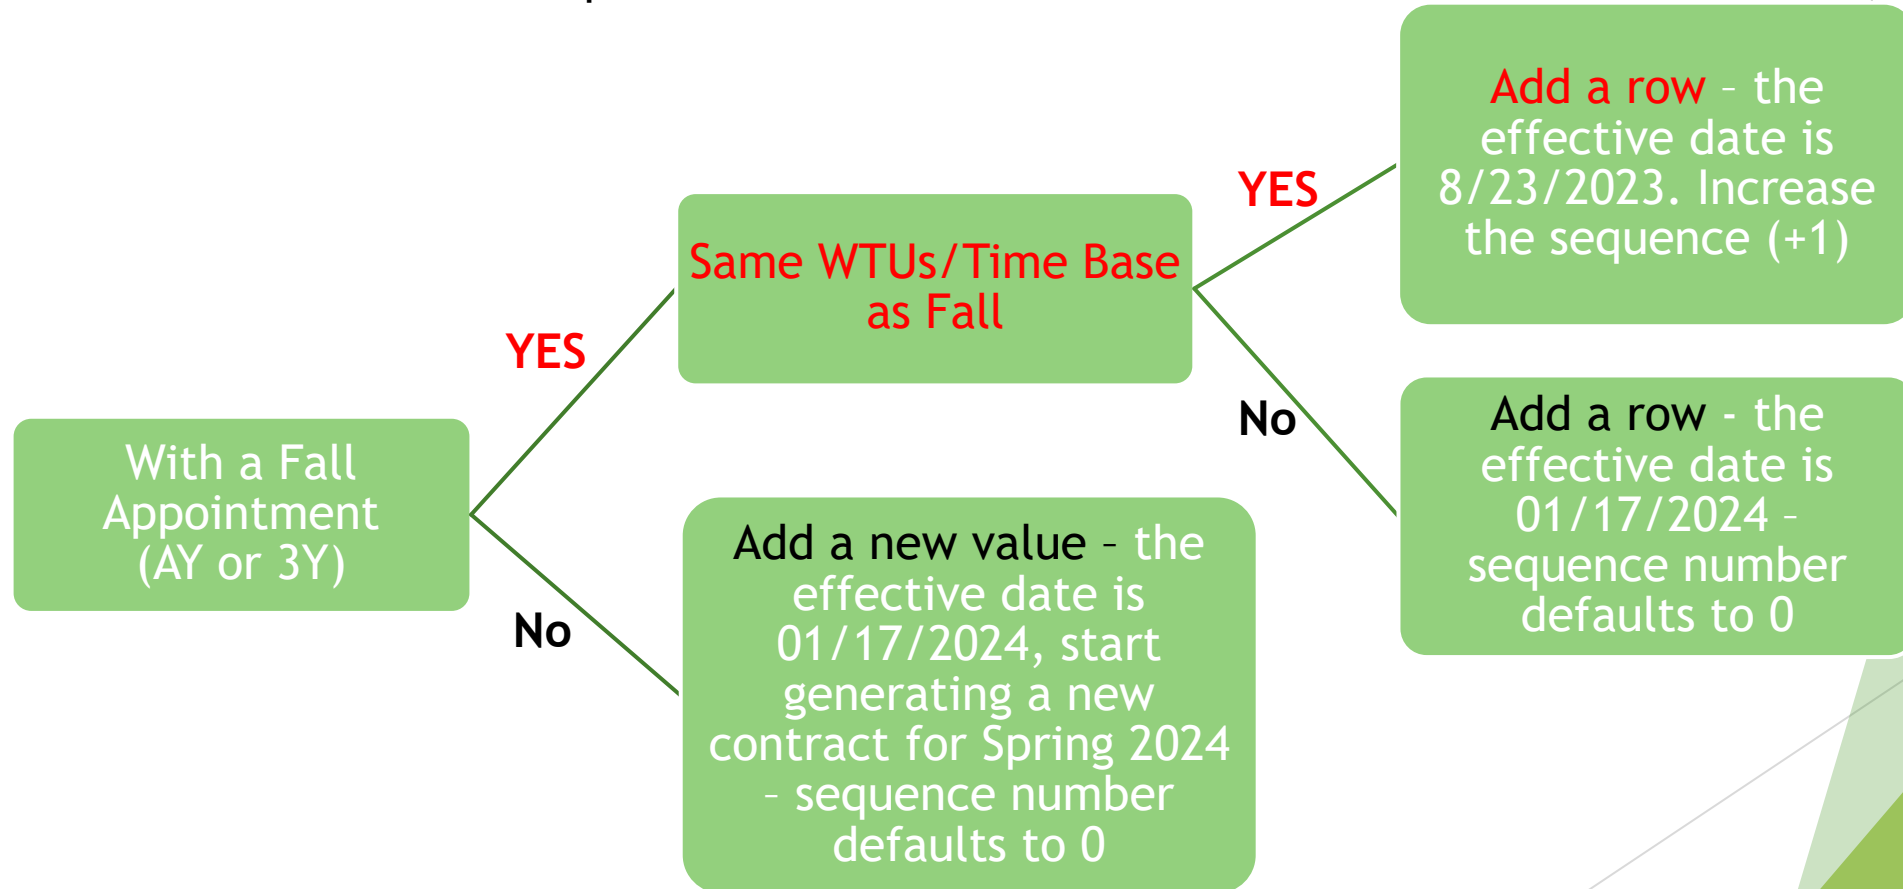 With a Fall
Appointment
(AY or 3Y)
YES
Same WTUs/Time Base
as Fall
YES
Add a row – the
effective date is
8/23/2023. Increase
the sequence (+1)
No
Add a row - the
effective date is
01/17/2024 –
sequence number
defaults to 0
No
Add a new value – the
effective date is
01/17/2024, start
generating a new
contract for Spring 2024
– sequence number
defaults to 0